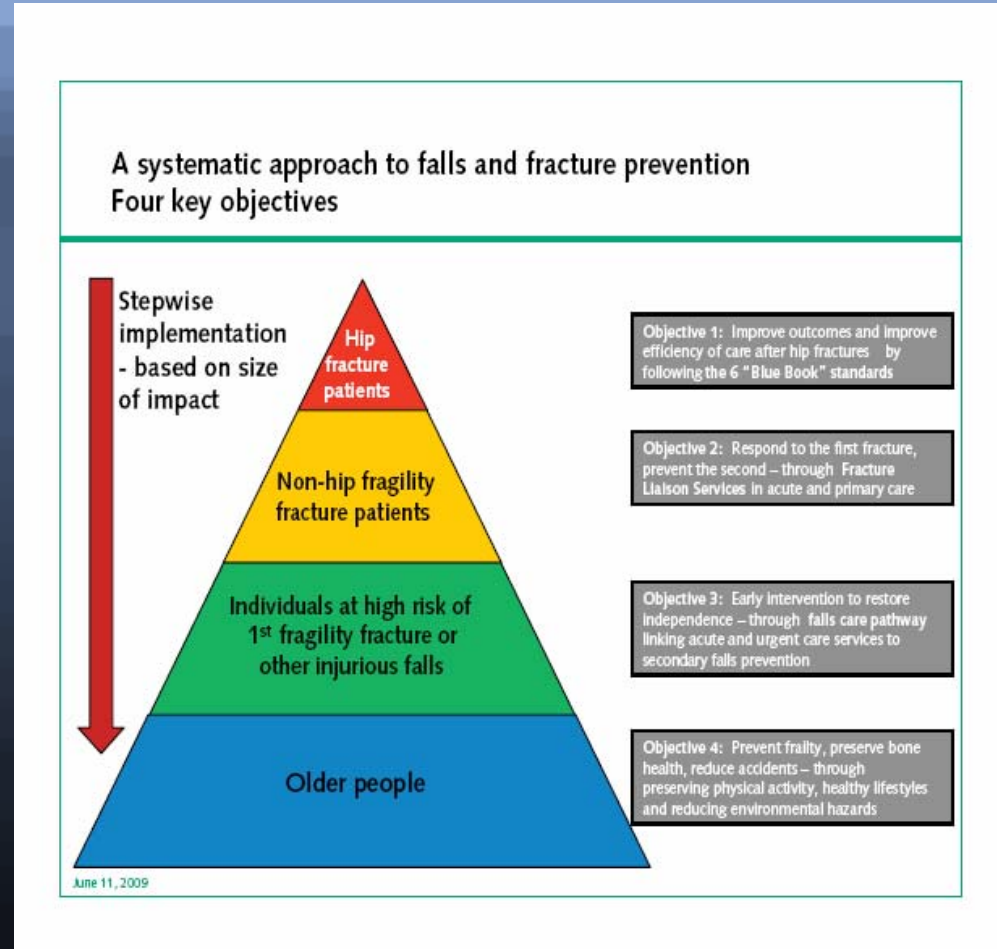 A systematic approach to falls and fracture prevention
Four key objectives
Stepwise
implementation
- based on size
of impact
Hip
fracture
patients
Objective 1: Improve outcomes and improve
efficiency of care after hip fractures by
following the 6 “Blue Book” standards
Non-hip fragility
fracture patients
Objective 2: Respond to the first fracture,
prevent the second – through Fracture
Liaison Services in acute and primary care
Individuals at high risk of
1st fragility fracture or
other injurious falls
Objective 3: Early intervention to restore
independence – through falls care pathway
linking acute and urgent care services to
secondary falls prevention
Older people
Objective 4: Prevent frailty, preserve bone
health, reduce accidents – through
preserving physical activity, healthy lifestyles
and reducing environmental hazards
June 11, 2009